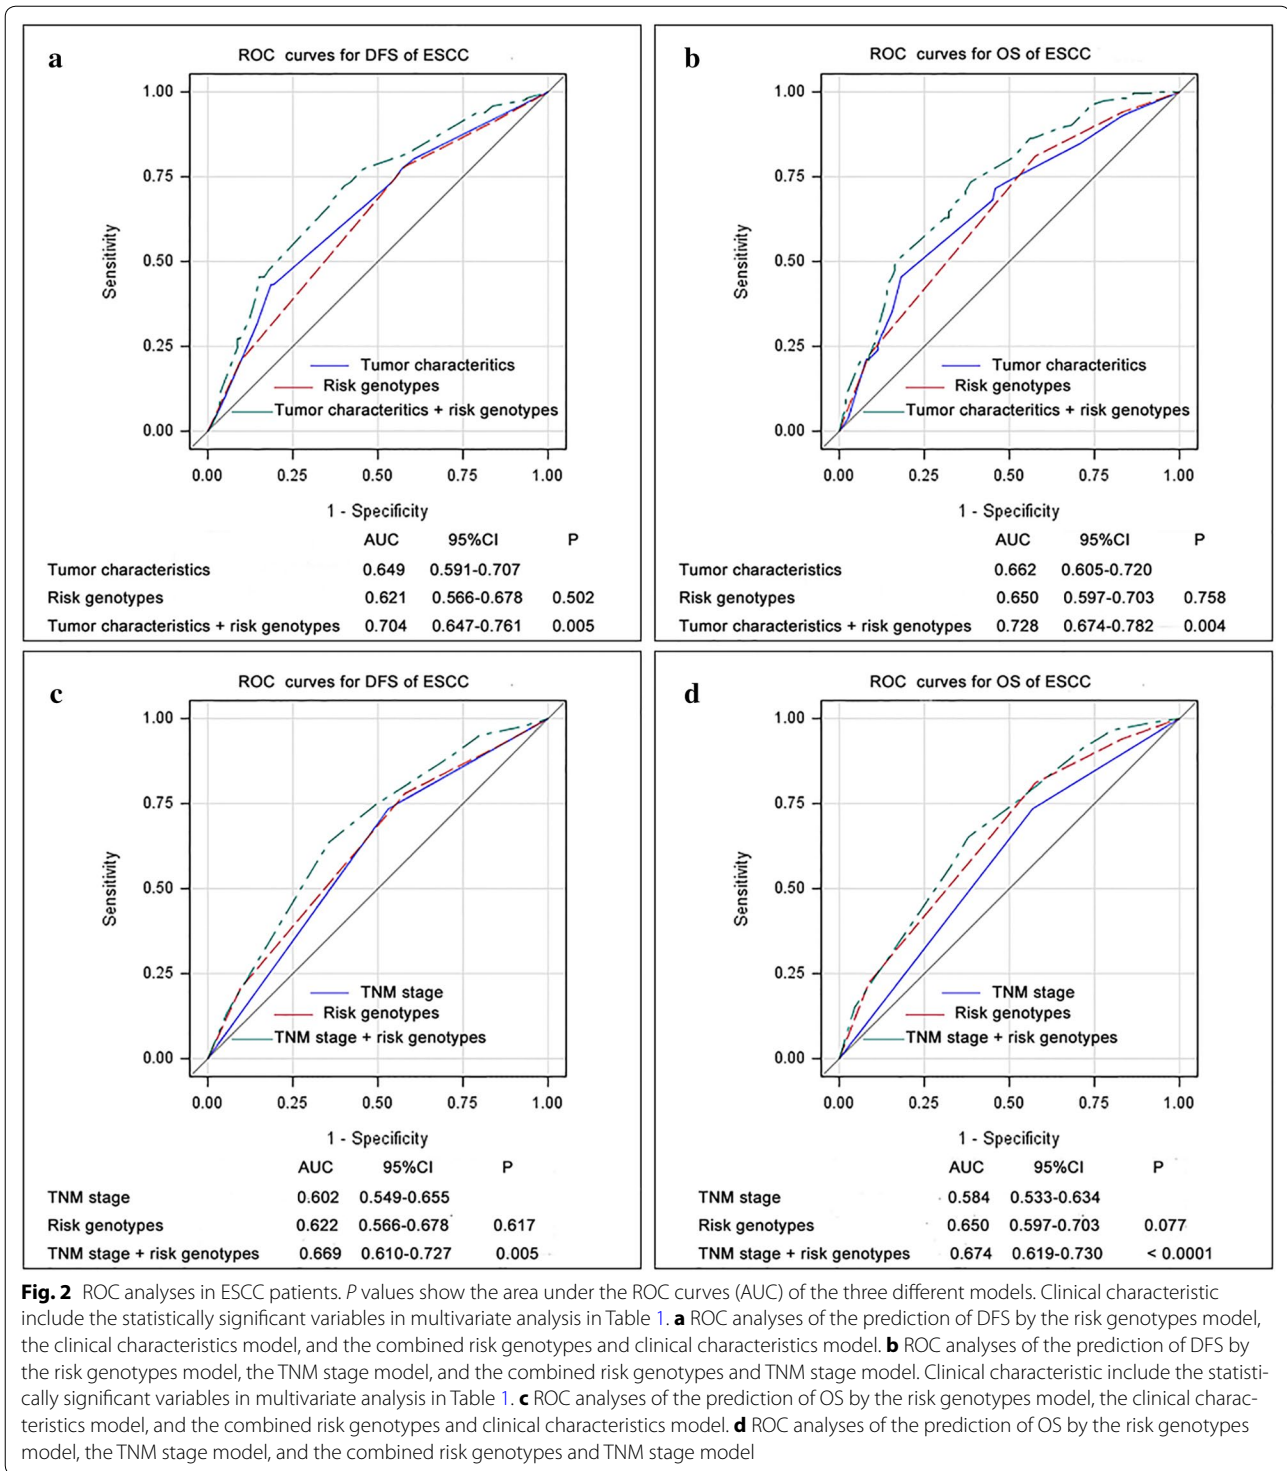 a
ROC curves for DFS of ESCC
1.00
0.75
0.50
0.25
0.00
Sensitivity
Tumor characteritics
Risk genotypes
Tumor characteritics + risk genotypes
0.00 0.25 0.50 0.75 1.00
1 - Specificity
AUC 95%CI P
Tumor characteristics 0.649 0.591-0.707
Risk genotypes 0.621 0.566-0.678 0.502
Tumor characteristics + risk genotypes 0.704 0.647-0.761 0.005
b
ROC curves for OS of ESCC
1.00
0.75
0.50
0.25
0.00
Sensitivity
Tumor characteritics
Risk genotypes
Tumor characteritics + risk genotypes
0.00 0.25 0.50 0.75 1.00
1 - Specificity
AUC 95%CI P
Tumor characteristics 0.662 0.605-0.720
Risk genotypes 0.650 0.597-0.703 0.758
Tumor characteristics + risk genotypes 0.728 0.674-0.782 0.004
c
ROC curves for DFS of ESCC
1.00
0.75
0.50
0.25
0.00
Sensitivity
TNM stage
Risk genotypes
TNM stage + risk genotypes
0.00 0.25 0.50 0.75 1.00
1 - Specificity
AUC 95%CI P
TNM stage 0.602 0.549-0.655
Risk genotypes 0.622 0.566-0.678 0.617
TNM stage + risk genotypes 0.669 0.610-0.727 0.005
d
ROC curves for OS of ESCC
1.00
0.75
0.50
0.25
0.00
Sensitivity
TNM stage
Risk genotypes
TNM stage + risk genotypes
0.00 0.25 0.50 0.75 1.00
1 - Specificity
AUC 95%CI P
TNM stage 0.584 0.533-0.634
Risk genotypes 0.650 0.597-0.703 0.077
TNM stage + risk genotypes 0.674 0.619-0.730 < 0.0001
Fig. 2 ROC analyses in ESCC patients. P values show the area under the ROC curves (AUC) of the three different models. Clinical characteristic
include the statistically significant variables in multivariate analysis in Table 1. a ROC analyses of the prediction of DFS by the risk genotypes model,
the clinical characteristics model, and the combined risk genotypes and clinical characteristics model. b ROC analyses of the prediction of DFS by
the risk genotypes model, the TNM stage model, and the combined risk genotypes and TNM stage model. Clinical characteristic include the statisti-
cally significant variables in multivariate analysis in Table 1. c ROC analyses of the prediction of OS by the risk genotypes model, the clinical charac-
teristics model, and the combined risk genotypes and clinical characteristics model. d ROC analyses of the prediction of OS by the risk genotypes
model, the TNM stage model, and the combined risk genotypes and TNM stage model